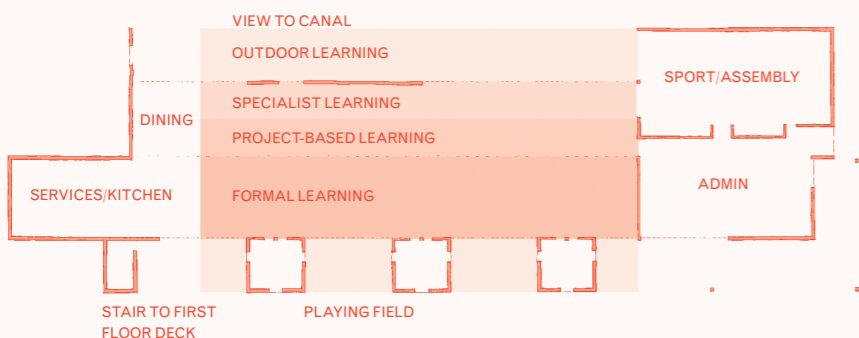 VIEW TO CANAL
OUTDOOR LEARNING
SPORT/ASSEMBLY
SPECIALIST LEARNING
DINING
PROJECT-BASED LEARNING
ADMIN
SERVICES/KITCHEN
FORMAL LEARNING
STAIR TO FIRST
FLOOR DECK
PLAYING FIELD